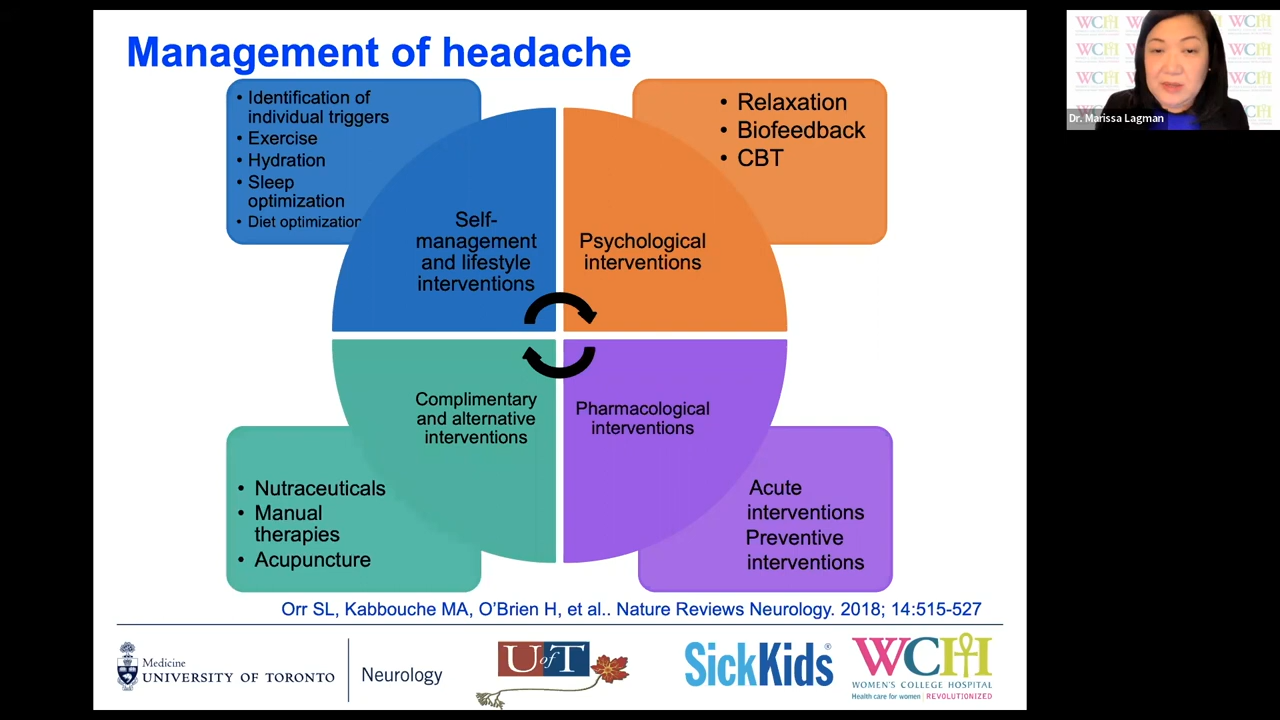 Management of headache
• Identification of
individual triggers
• Exercise
• Hydration
• Sleep
optimization
• Diet optimization
• Relaxation
• Biofeedback
• CBT
Self-
management
and lifestyle
interventions
Psychological
interventions
Complimentary
and alternative
interventions
Pharmacological
interventions
• Nutraceuticals
• Manual
therapies
• Acupuncture
Acute
interventions
Preventive
interventions
Orr SL, Kabbouche MA, O'Brien H, et al.. Nature Reviews Neurology. 2018; 14:515-527
Medicine
UNIVERSITY OF TORONTO
Neurology
U of T
SickKids®
WCH
WOMEN'S COLLEGE HOSPITAL
Health care for women | REVOLUTIONIZED
WCH
Dr. Marissa Lagman